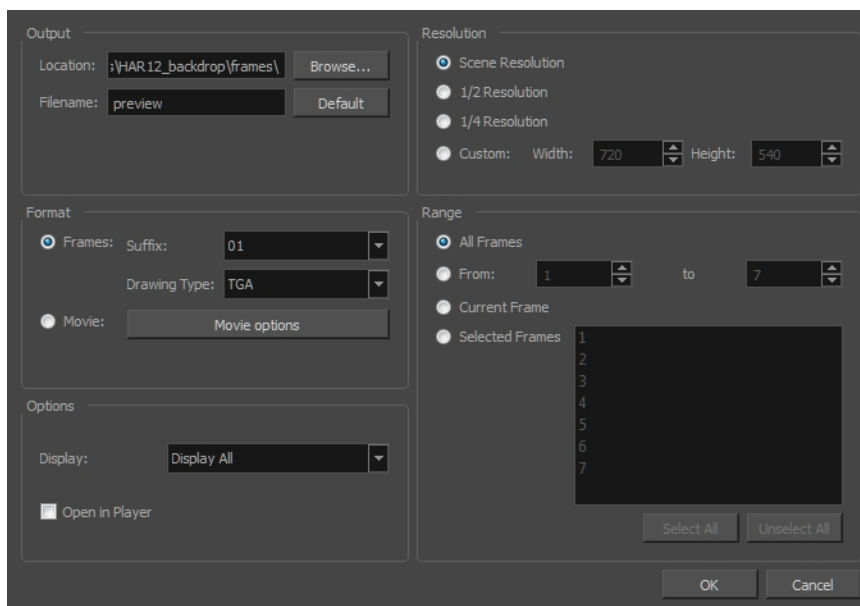 Output
Location: ;\HAR12_backdrop\frames\ Browse...
Filename: preview Default
Resolution
Scene Resolution
1/2 Resolution
1/4 Resolution
Custom: Width: 720 Height: 540
Format
Frames: Suffix: 01
Drawing Type: TGA
Movie: Movie options
Range
All Frames
From: 1 to 7
Current Frame
Selected Frames 1
2
3
4
5
6
7
Select All Unselect All
Options
Display: Display All
Open in Player
OK Cancel